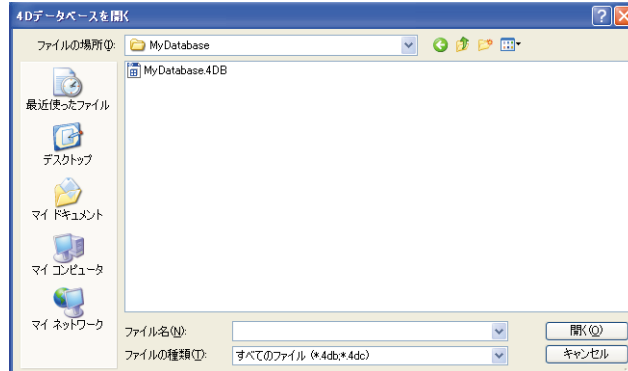 4Dデータベースを開く
ファイルの場所(I):
MyDatabase
MyDatabase.4DB
最近使ったファイル
デスクトップ
マイ ドキュメント
マイ コンピュータ
マイ ネットワーク
ファイル名(N):
開く(O)
ファイルの種類(T):
すべてのファイル (*.4db;*.4dc)
キャンセル